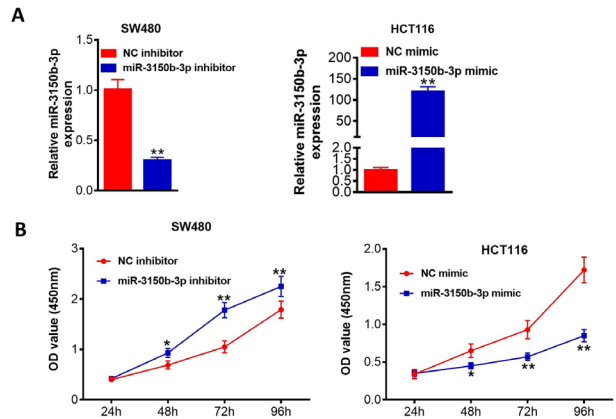 A
SW480
NC inhibitor
miR-3150b-3p inhibitor
Relative miR-3150b-3p
expression
1.5
1.0
0.5
0.0
**
HCT116
NC mimic
miR-3150b-3p mimic
Relative miR-3150b-3p
expression
200
150
100
50
2.0
1.5
1.0
0.5
0.0
**
B
SW480
NC inhibitor
miR-3150b-3p inhibitor
OD value (450nm)
3
2
1
0
*
**
**
24h 48h 72h 96h
HCT116
NC mimic
miR-3150b-3p mimic
OD value (450nm)
2.0
1.5
1.0
0.5
0.0
*
**
**
24h 48h 72h 96h